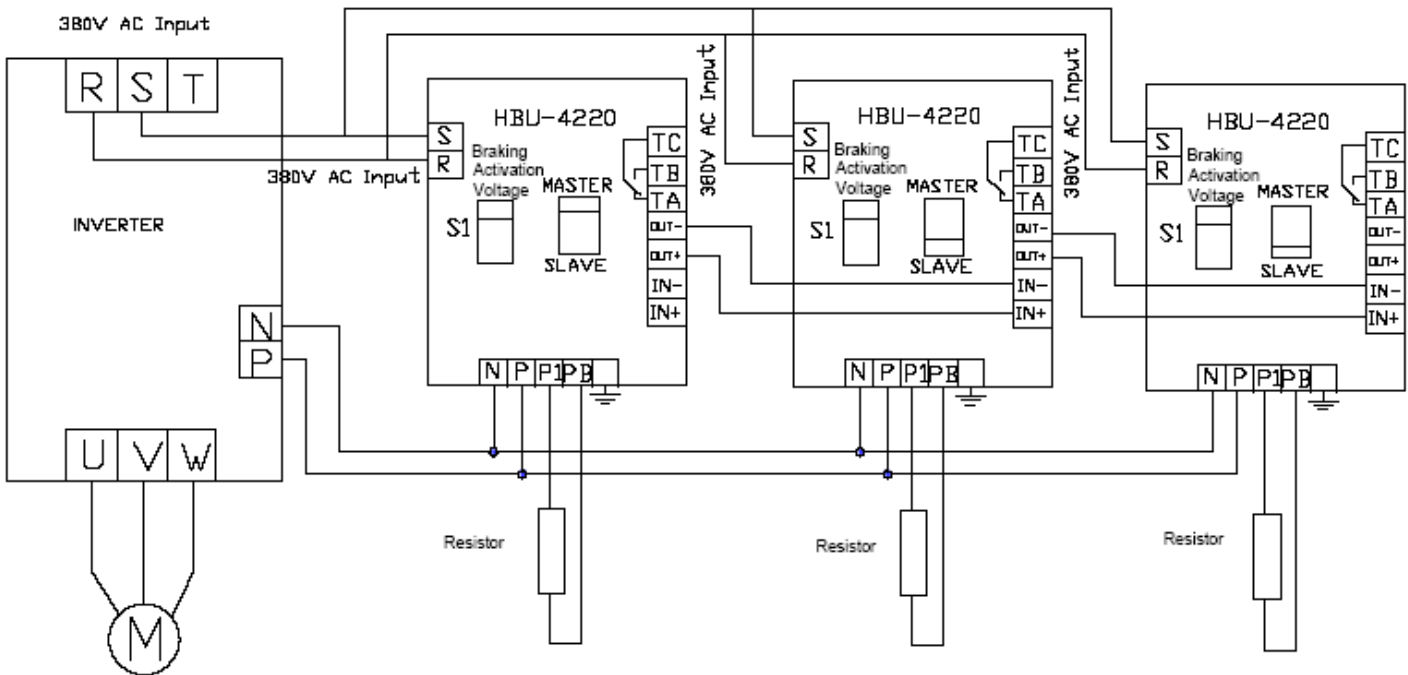 380V AC Input
R S T
INVERTER
N
P
U V W
M
380V AC Input
HBU-4220
S
R
Braking
Activation
Voltage
S1
MASTER
SLAVE
TC
TB
TA
OUT-
OUT+
IN-
IN+
N P P1 PB
Resistor
380V AC Input
HBU-4220
S
R
Braking
Activation
Voltage
S1
MASTER
SLAVE
TC
TB
TA
OUT-
OUT+
IN-
IN+
N P P1 PB
Resistor
380V AC Input
HBU-4220
S
R
Braking
Activation
Voltage
S1
MASTER
SLAVE
TC
TB
TA
OUT-
OUT+
IN-
IN+
N P P1 PB
Resistor